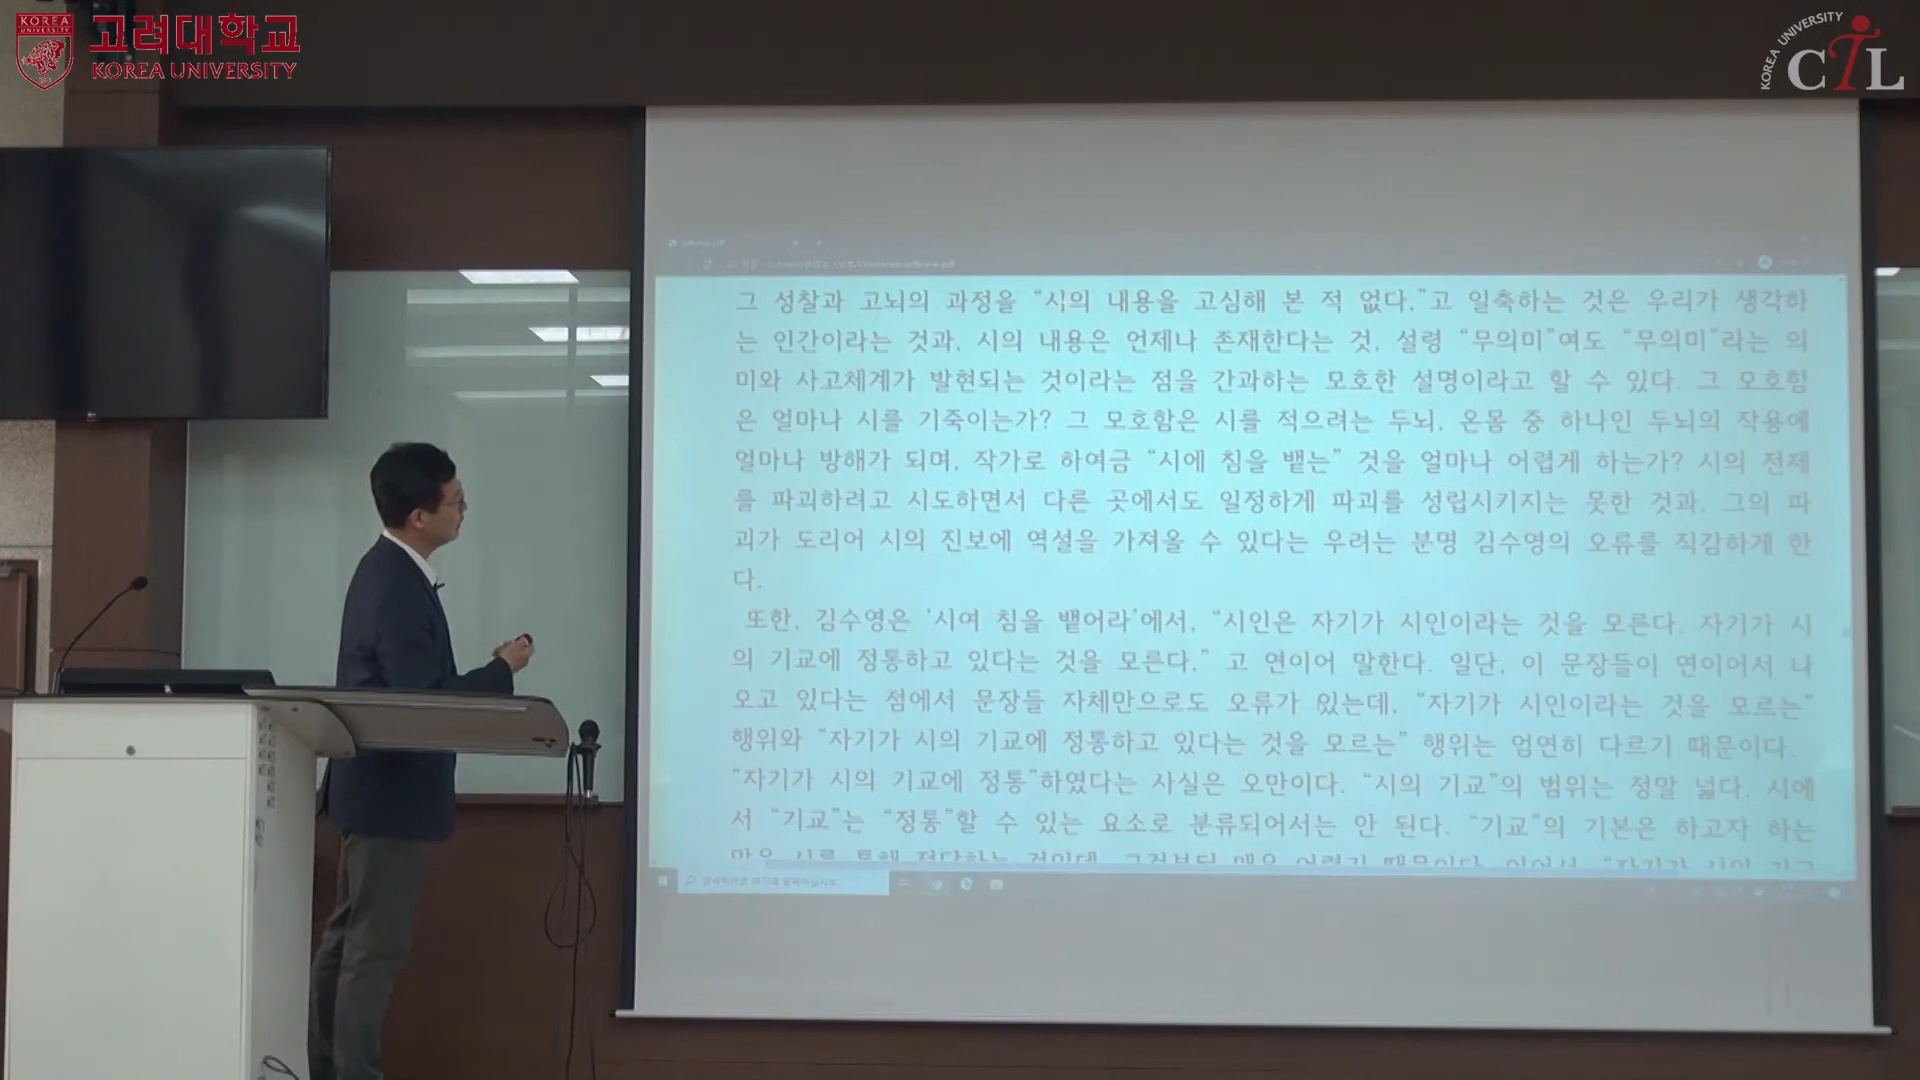 KOREA
UNIVERSITY
고려대학교
KOREA UNIVERSITY
KOREA UNIVERSITY
CTL
그 성찰과 고뇌의 과정을 “시의 내용을 고심해 본 적 없다.”고 일축하는 것은 우리가 생각하
는 인간이라는 것과, 시의 내용은 언제나 존재한다는 것, 설령 “무의미”여도 “무의미”라는 의
미와 사고체계가 발현되는 것이라는 점을 간과하는 모호한 설명이라고 할 수 있다. 그 모호함
은 얼마나 시를 기죽이는가? 그 모호함은 시를 적으려는 두뇌, 온몸 중 하나인 두뇌의 작용에
얼마나 방해가 되며, 작가로 하여금 “시에 침을 뱉는” 것을 얼마나 어렵게 하는가? 시의 전제
를 파괴하려고 시도하면서 다른 곳에서도 일정하게 파괴를 성립시키지는 못한 것과, 그의 파
괴가 도리어 시의 진보에 역설을 가져올 수 있다는 우려는 분명 김수영의 오류를 직감하게 한
다.
또한, 김수영은 ‘시여 침을 뱉어라’에서, “시인은 자기가 시인이라는 것을 모른다. 자기가 시
의 기교에 정통하고 있다는 것을 모른다.” 고 연이어 말한다. 일단, 이 문장들이 연이어서 나
오고 있다는 점에서 문장들 자체만으로도 오류가 있는데, “자기가 시인이라는 것을 모르는”
행위와 “자기가 시의 기교에 정통하고 있다는 것을 모르는” 행위는 엄연히 다르기 때문이다.
“자기가 시의 기교에 정통”하였다는 사실은 오만이다. “시의 기교”의 범위는 정말 넓다. 시에
서 “기교”는 “정통”할 수 있는 요소로 분류되어서는 안 된다. “기교”의 기본은 하고자 하는